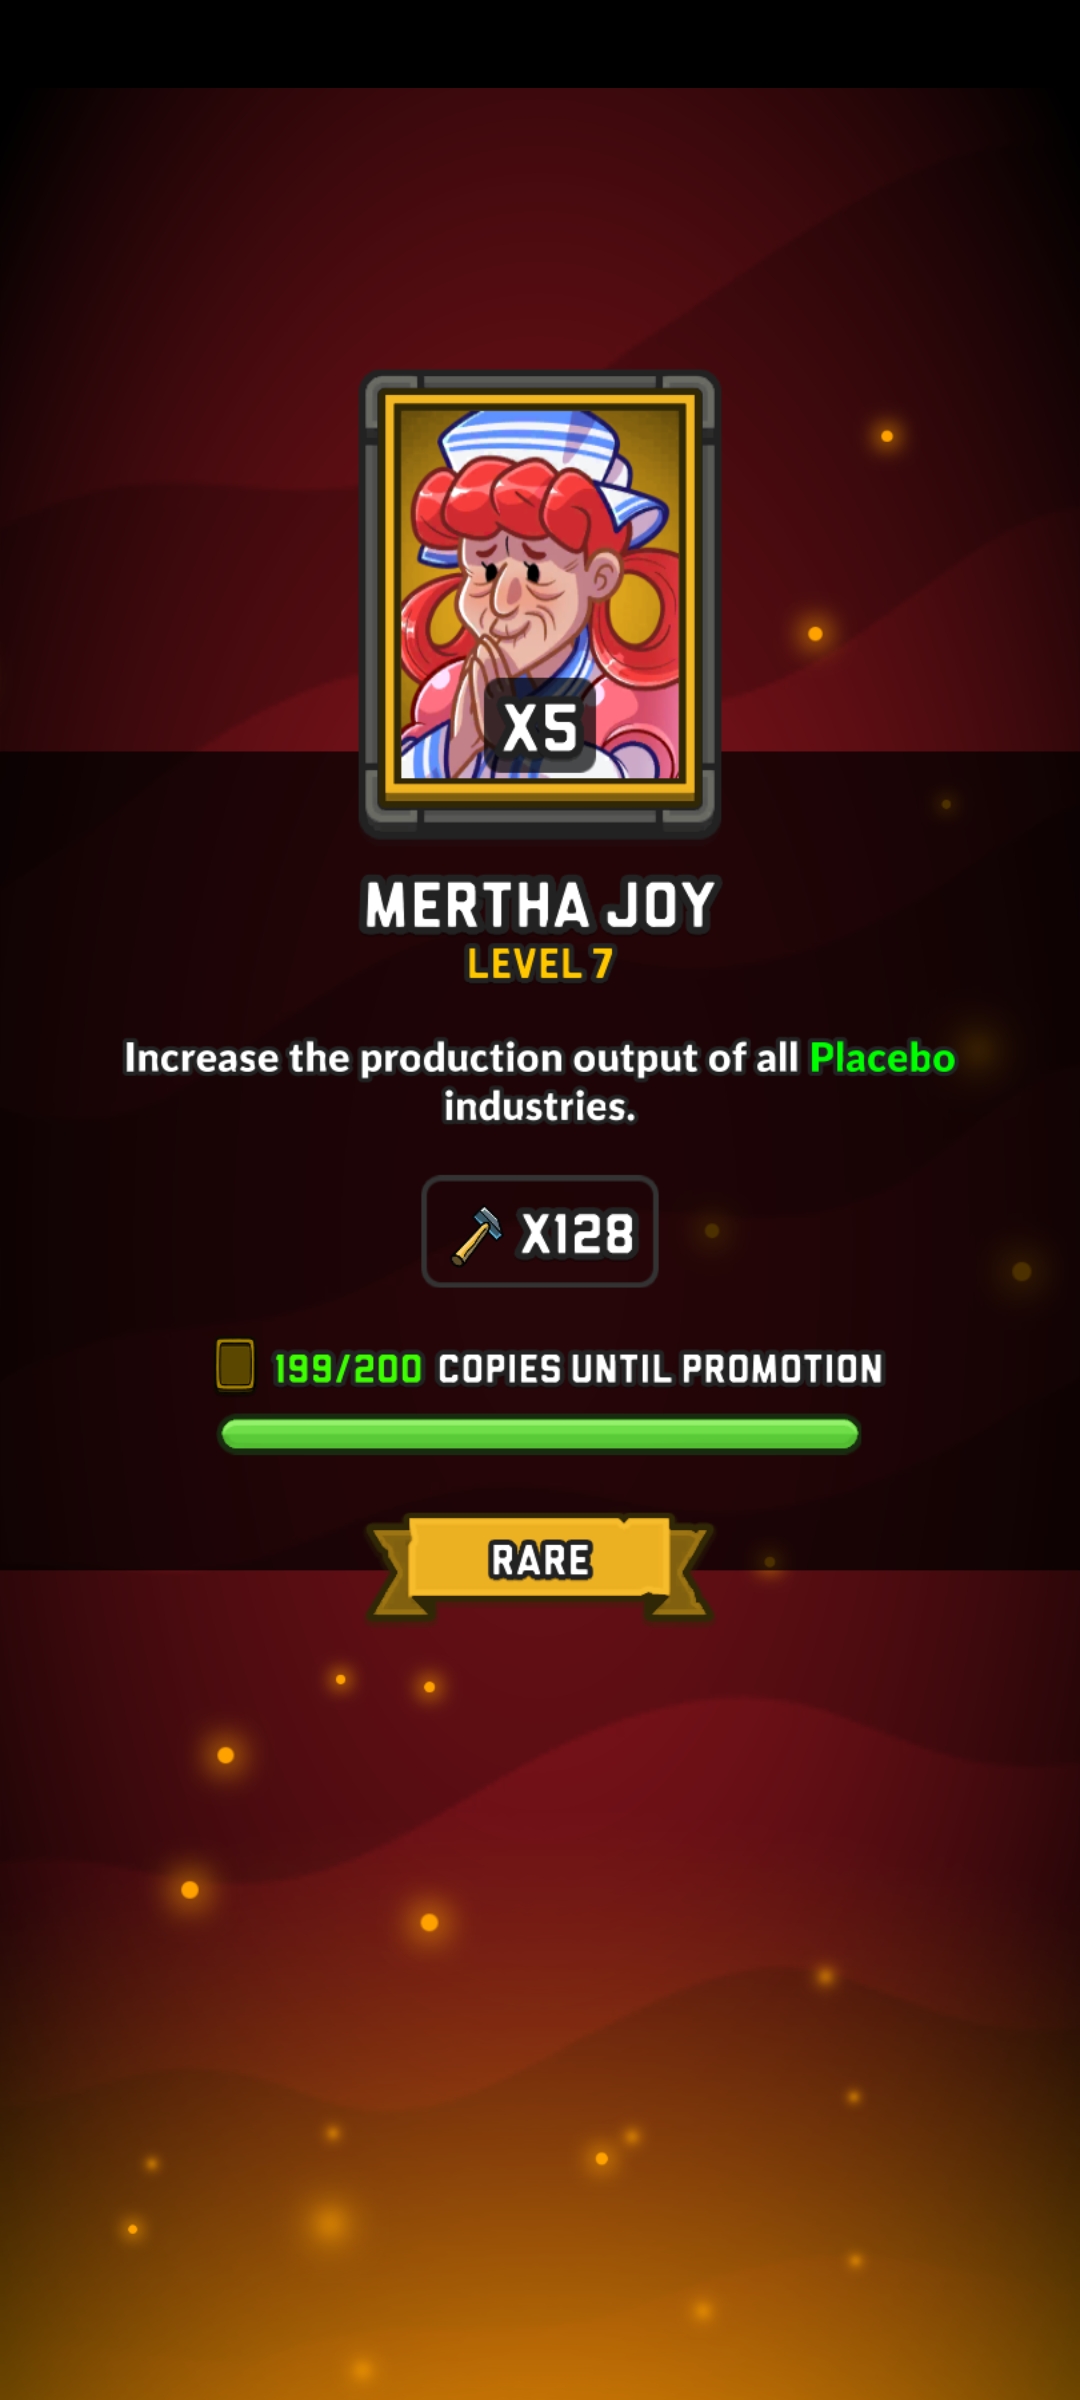 X5
MERTHA JOY
LEVEL 7
Increase the production output of all Placebo
industries.
X128
199/200 COPIES UNTIL PROMOTION
RARE